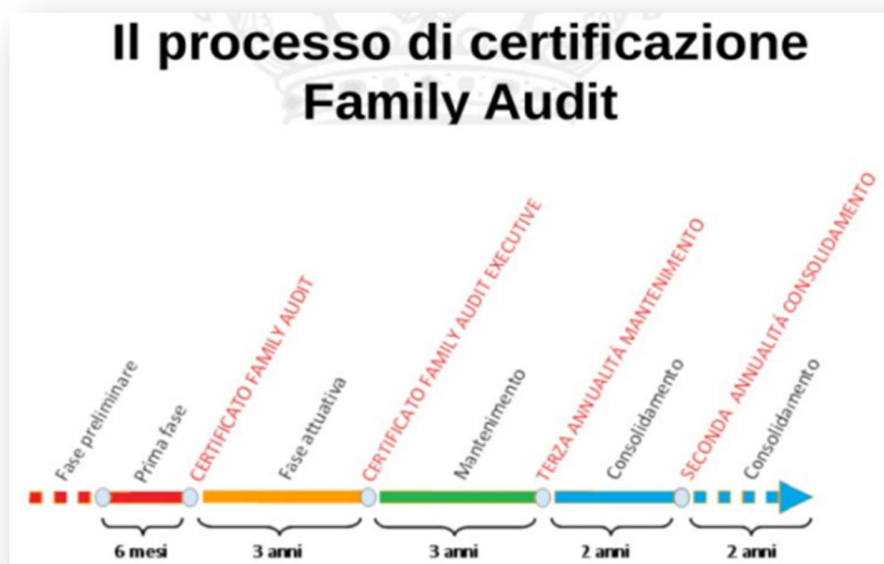 Il processo di certificazione
Family Audit
Fase preliminare
Prima fase
CERTIFICATO FAMILY AUDIT
Fase attuativa
CERTIFICATO FAMILY AUDIT EXECUTIVE
Mantenimento
TERZA ANNUALITÁ MANTENIMENTO
Consolidamento
SECONDA ANNUALITÁ CONSOLIDAMENTO
Consolidamento
6 mesi
3 anni
3 anni
2 anni
2 anni